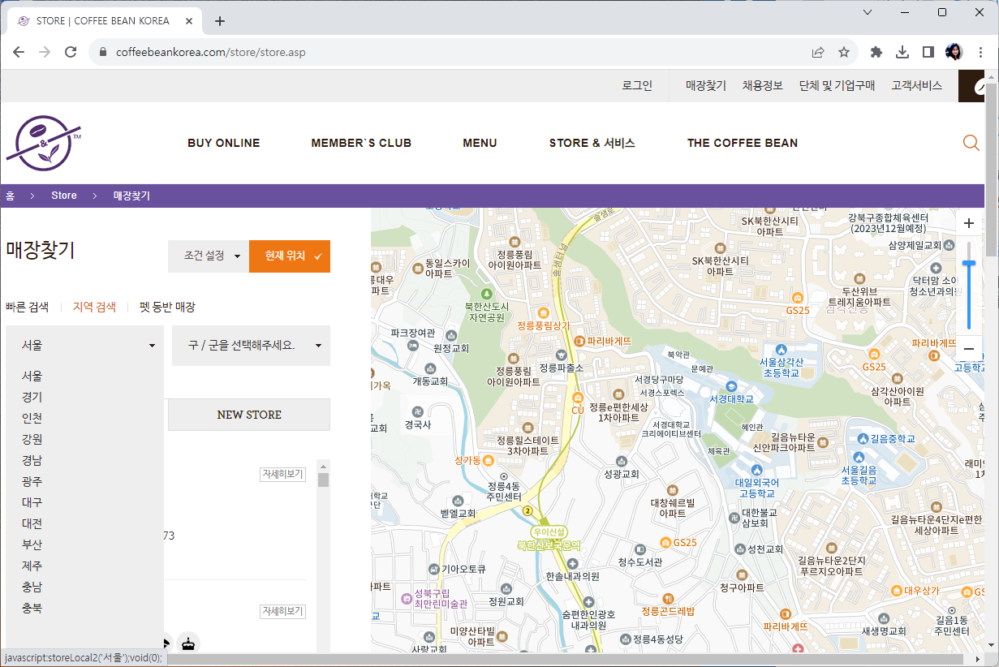 STORE | COFFEE BEAN KOREA
coffeebeankorea.com/store/store.asp
로그인
매장찾기
채용정보
단체 및 기업구매
고객서비스
&
TM
BUY ONLINE
MEMBER`S CLUB
MENU
STORE & 서비스
THE COFFEE BEAN
홈
Store
매장찾기
매장찾기
조건 설정
현재 위치
빠른 검색
지역 검색
펫 동반 매장
서울
구 / 군을 선택해주세요.
서울
경기
인천
강원
경남
광주
대구
대전
부산
제주
충남
충북
NEW STORE
자세히보기
73
자세히보기
javascript:storeLocal2('서울');void(0);
솔샘로
솔샘터널
SK북한산시티
아파트
강북구종합체육센터
(2023년12월예정)
삼양제일교회
동일스카이
아파트
정릉풍림
아이원아파트
SK북한산시티
아파트
두산위브
트레지움아파트
삼각산공
닥터맘 소아
청소년과의원
GS25
북한산도시
자연공원
정릉풍림상가
파크장여관
원정교회
파리바게뜨
정릉파출소
북악관
문예관
서울삼각산
초등학교
GS25
파리바게뜨
개동교회
정릉풍림
아이원아파트
서경당구마당
서경스포렉스
서경대학교
삼각산아이원
아파트
CU
정릉e편한세상
1차아파트
경국사
서경대학교
크리에이티브센터
혜인관
체육관
길음뉴타운
신안파크아파트
길음중학교
정릉힐스테이트
3차아파트
상가동
성광교회
서울길음
초등학교
대일외국어
고등학교
정릉4동
주민센터
벧엘교회
2
대창쉐르빌
아파트
대한불교
삼보회
길음뉴타운4단지e편한
세상아파트
우이신설
북한산보국문역
GS25
청수도서관
성천교회
길음뉴타운2단지
푸르지오아파트
기아오토큐
한솔내과의원
청구아파트
성북구립
최만린미술관
정원교회
숨편한인광호
내과의원
정릉곤드레밥
대우상가
파리바게뜨
새생명교회
길음1동
주민센터
미양산타빌
아파트
정릉4동성당
사랑교회